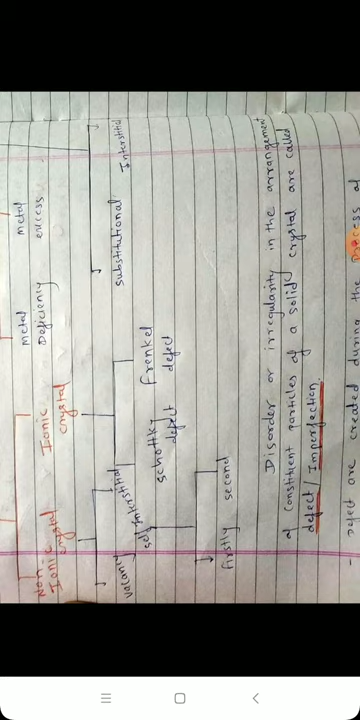 Non Ionic crystal
Ionic crystal
Metal Deficiency
Metal excess
Vacancy
self Interstitial
substitutional
Interstitial
schottky defect
Frenkel defect
Firstly
second
Disorder or irregularity in the arrangement
of constituent particles of a solid crystal are called
defect / Imperfection.
- Defect are created during the process of